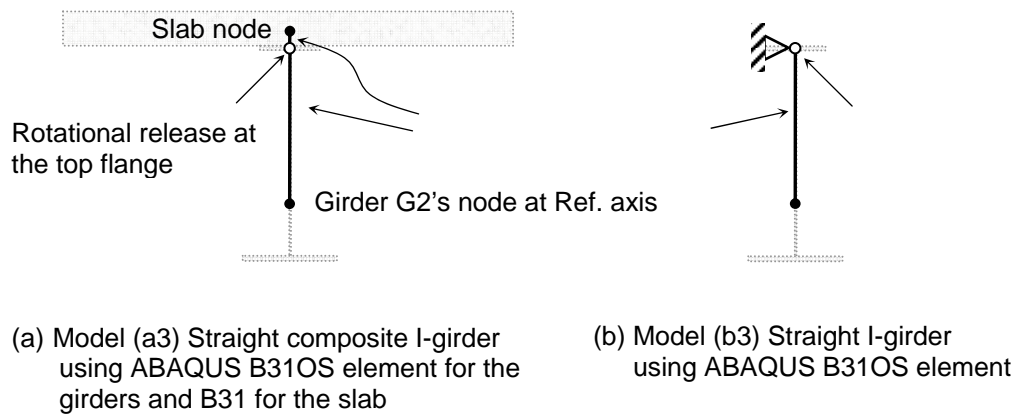 Slab node
Rotational release at
the top flange
Girder G2's node at Ref. axis
(a) Model (a3) Straight composite I-girder
using ABAQUS B31OS element for the
girders and B31 for the slab
(b) Model (b3) Straight I-girder
using ABAQUS B31OS element